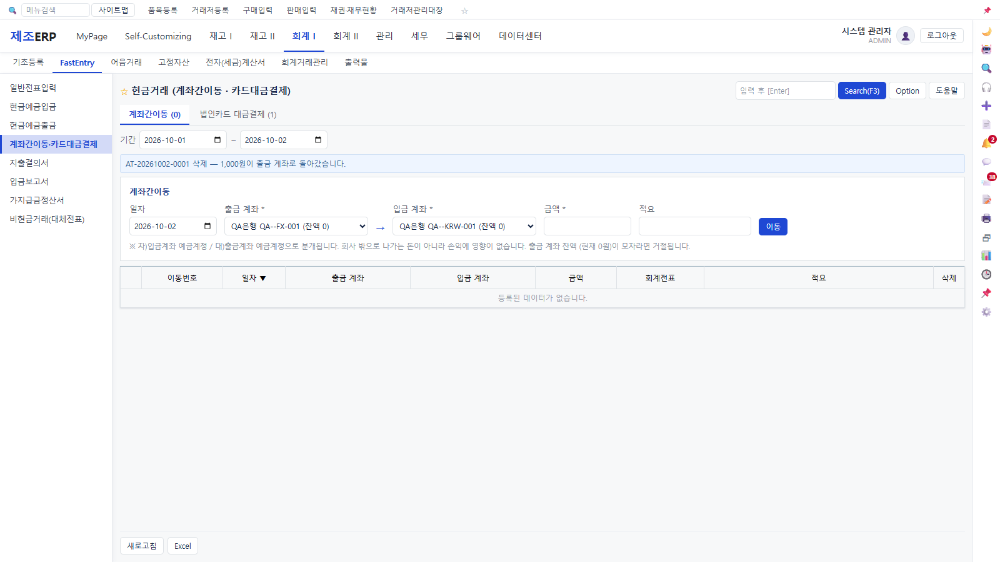 메뉴검색 사이트맵 품목등록 거래처등록 구매입력 판매입력 채권·채무현황 거래처관리대장 ☆
제조ERP MyPage Self-Customizing 재고 I 재고 II 회계 I 회계 II 관리 세무 그룹웨어 데이터센터 시스템 관리자 로그아웃
ADMIN
기초등록 FastEntry 어음거래 고정자산 전자(세금)계산서 회계거래관리 출력물
일반전표입력
현금예금입금
현금예금출금
계좌간이동·카드대금결제
지출결의서
입금보고서
가지급금정산서
비현금거래(대체전표)
☆ 현금거래 (계좌간이동 · 카드대금결제) 입력 후 [Enter] Search(F3) Option 도움말
계좌간이동 (0) 법인카드 대금결제 (1)
기간 2026-10-01 ~ 2026-10-02
AT-20261002-0001 삭제 — 1,000원이 출금 계좌로 돌아갔습니다.
계좌간이동
일자 출금 계좌 * 입금 계좌 * 금액 * 적요
2026-10-02 QA은행 QA--FX-001 (잔액 0) → QA은행 QA--KRW-001 (잔액 0) 이동
※ 차)입금계좌 예금계정 / 대)출금계좌 예금계정으로 분개됩니다. 회사 밖으로 나가는 돈이 아니라 손익에 영향이 없습니다. 출금 계좌 잔액 (현재 0원)이 모자라면 거절됩니다.
이동번호 일자 ▼ 출금 계좌 입금 계좌 금액 회계전표 적요 삭제
등록된 데이터가 없습니다.
새로고침 Excel
2
38